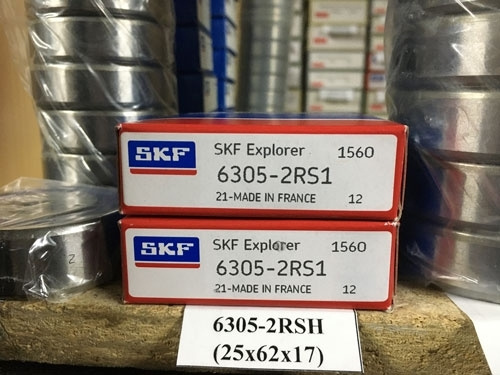 SKF
SKF Explorer 1560
6305-2RS1
21-MADE IN FRANCE 12
SKF
SKF Explorer 1560
6305-2RS1
21-MADE IN FRANCE 12
6305-2RSH
(25x62x17)
2